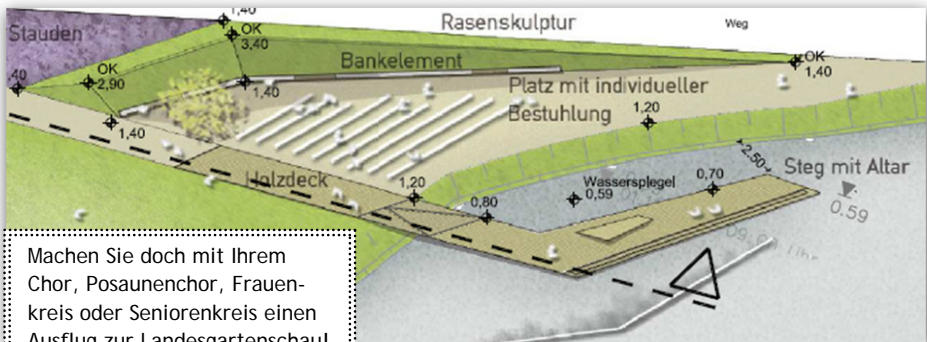 1,40
Rasenskulptur
Weg
Stauden
OK
3,40
Bankelement
OK
1,40
OK
2,90
40
1,40
Platz mit individueller
Bestuhlung
1,40
1,20
2.50
Steg mit Altar
Holzdeck
1,20
Wasserspiegel
0,59
0,70
0.59
0,80
Machen Sie doch mit Ihrem
Chor, Posaunenchor, Frauen-
kreis oder Seniorenkreis einen
Ausflug zur Landesgartenschau!